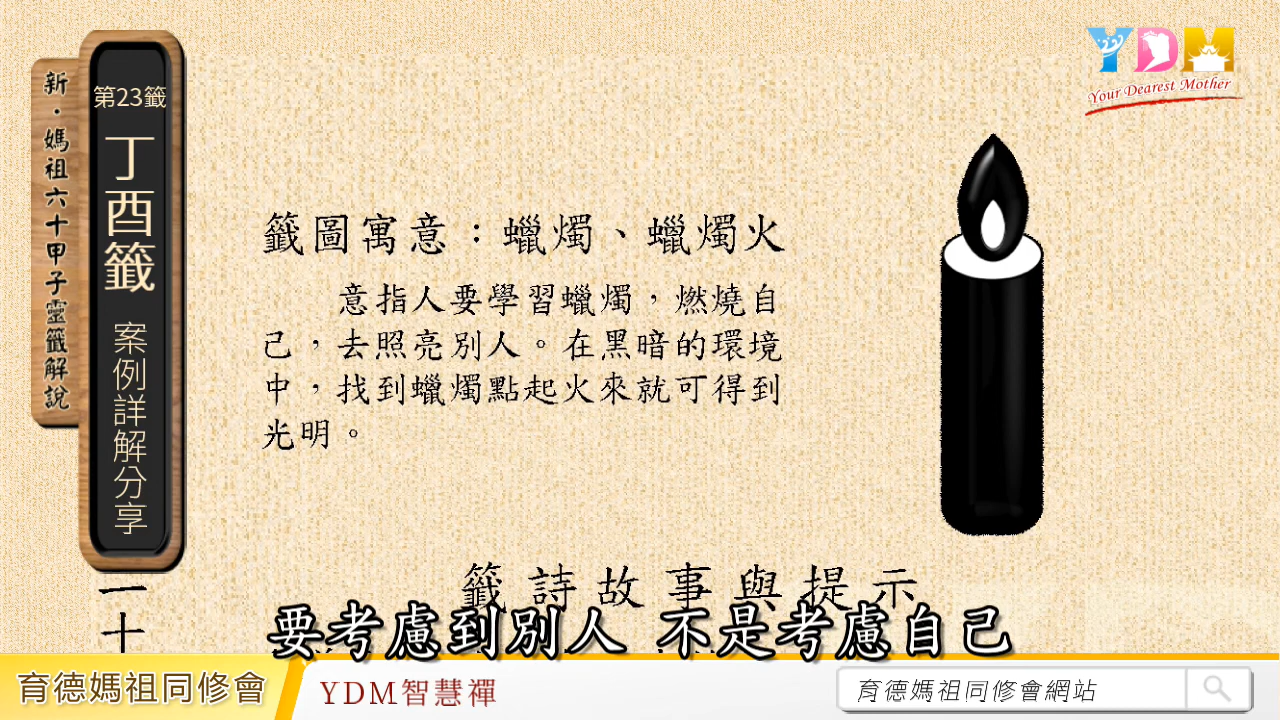 新・媽祖六十甲子靈籤解說
第23籤
丁酉籤
案例詳解分享
二十
YDM
Your Dearest Mother
籤圖寓意：蠟燭、蠟燭火
意指人要學習蠟燭，燃燒自
己，去照亮別人。在黑暗的環境
中，找到蠟燭點起火來就可得到
光明。
籤詩故事與提示
要考慮到別人 不是考慮自己
育德媽祖同修會
YDM智慧禪
育德媽祖同修會網站